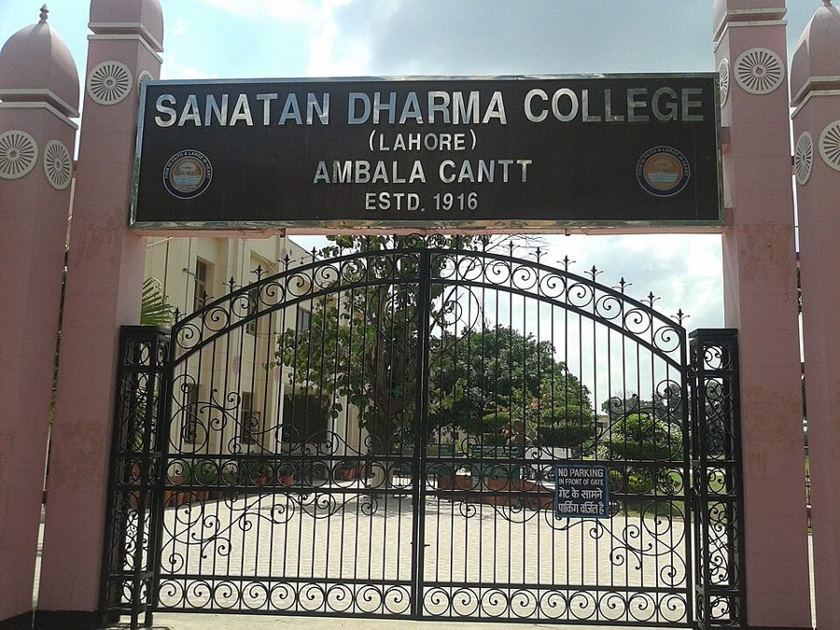 SANATAN DHARMA COLLEGE
(LAHORE)
AMBALA CANTT
ESTD. 1916
NO PARKING
IN FRONT OF GATE
गेट के सामने
पार्किंग वर्जित है